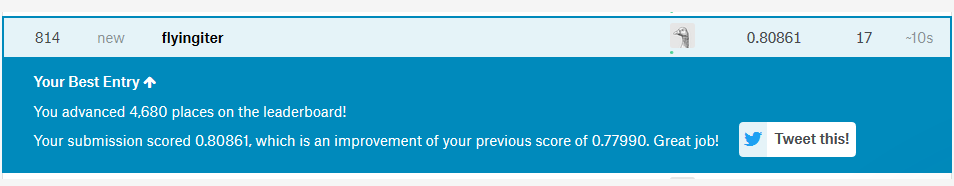 814 new flyingiter 0.80861 17 ~10s
Your Best Entry
You advanced 4,680 places on the leaderboard!
Your submission scored 0.80861, which is an improvement of your previous score of 0.77990. Great job! Tweet this!